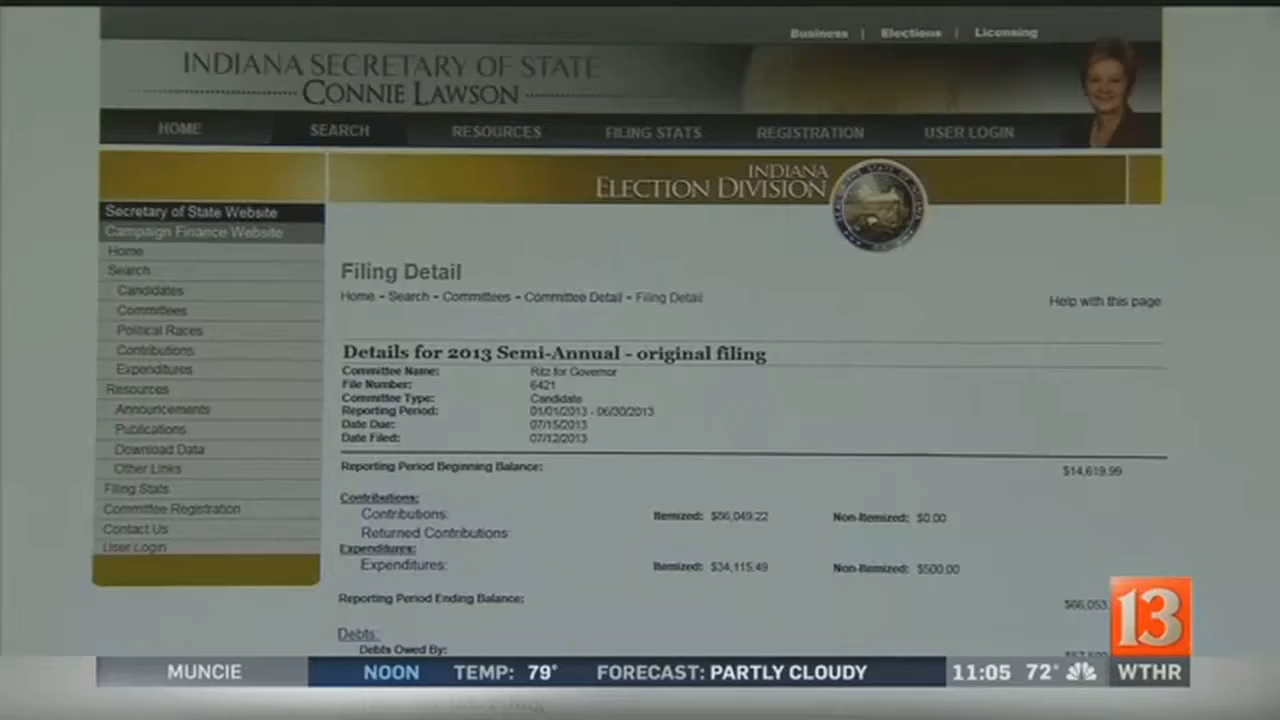 Business | Elections | Licensing
INDIANA SECRETARY OF STATE
CONNIE LAWSON
HOME SEARCH RESOURCES FILING STATS REGISTRATION USER LOGIN
INDIANA
ELECTION DIVISION
Secretary of State Website
Campaign Finance Website
Home
Search
Candidates
Committees
Political Races
Contributions
Expenditures
Resources
Announcements
Publications
Download Data
Other Links
Filing Stats
Committee Registration
Contact Us
User Login
Filing Detail
Home - Search - Committees - Committee Detail - Filing Detail
Help with this page
Details for 2013 Semi-Annual - original filing
Committee Name: Ritz for Governor
File Number: 6421
Committee Type: Candidate
Reporting Period: 01/01/2013 - 06/30/2013
Date Due: 07/15/2013
Date Filed: 07/12/2013
Reporting Period Beginning Balance: $14,619.99
Contributions:
Contributions: Itemized: $86,049.22 Non-Itemized: $0.00
Returned Contributions:
Expenditures:
Expenditures: Itemized: $34,115.49 Non-Itemized: $500.00
Reporting Period Ending Balance: $66,053.
Debts:
Debts Owed By:
13
MUNCIE NOON TEMP: 79° FORECAST: PARTLY CLOUDY 11:05 72° WTHR